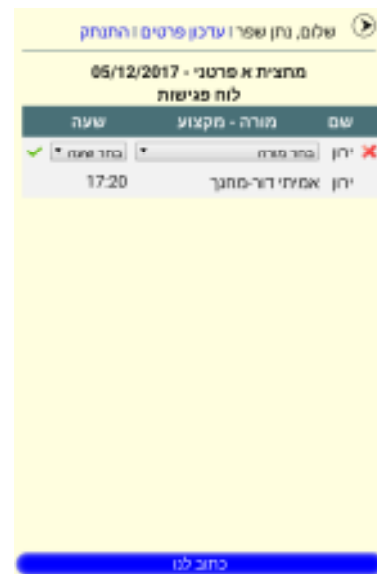 שלום, נתן שפר | עדכון פרטים | התנתק
מחצית א פרטני - 05/12/2017
לוח פגישות
שם מורה - מקצוע שעה
ירון בחר מורה בחר שעה
ירון אמיתי דור-מחנך 17:20
כתוב לנו